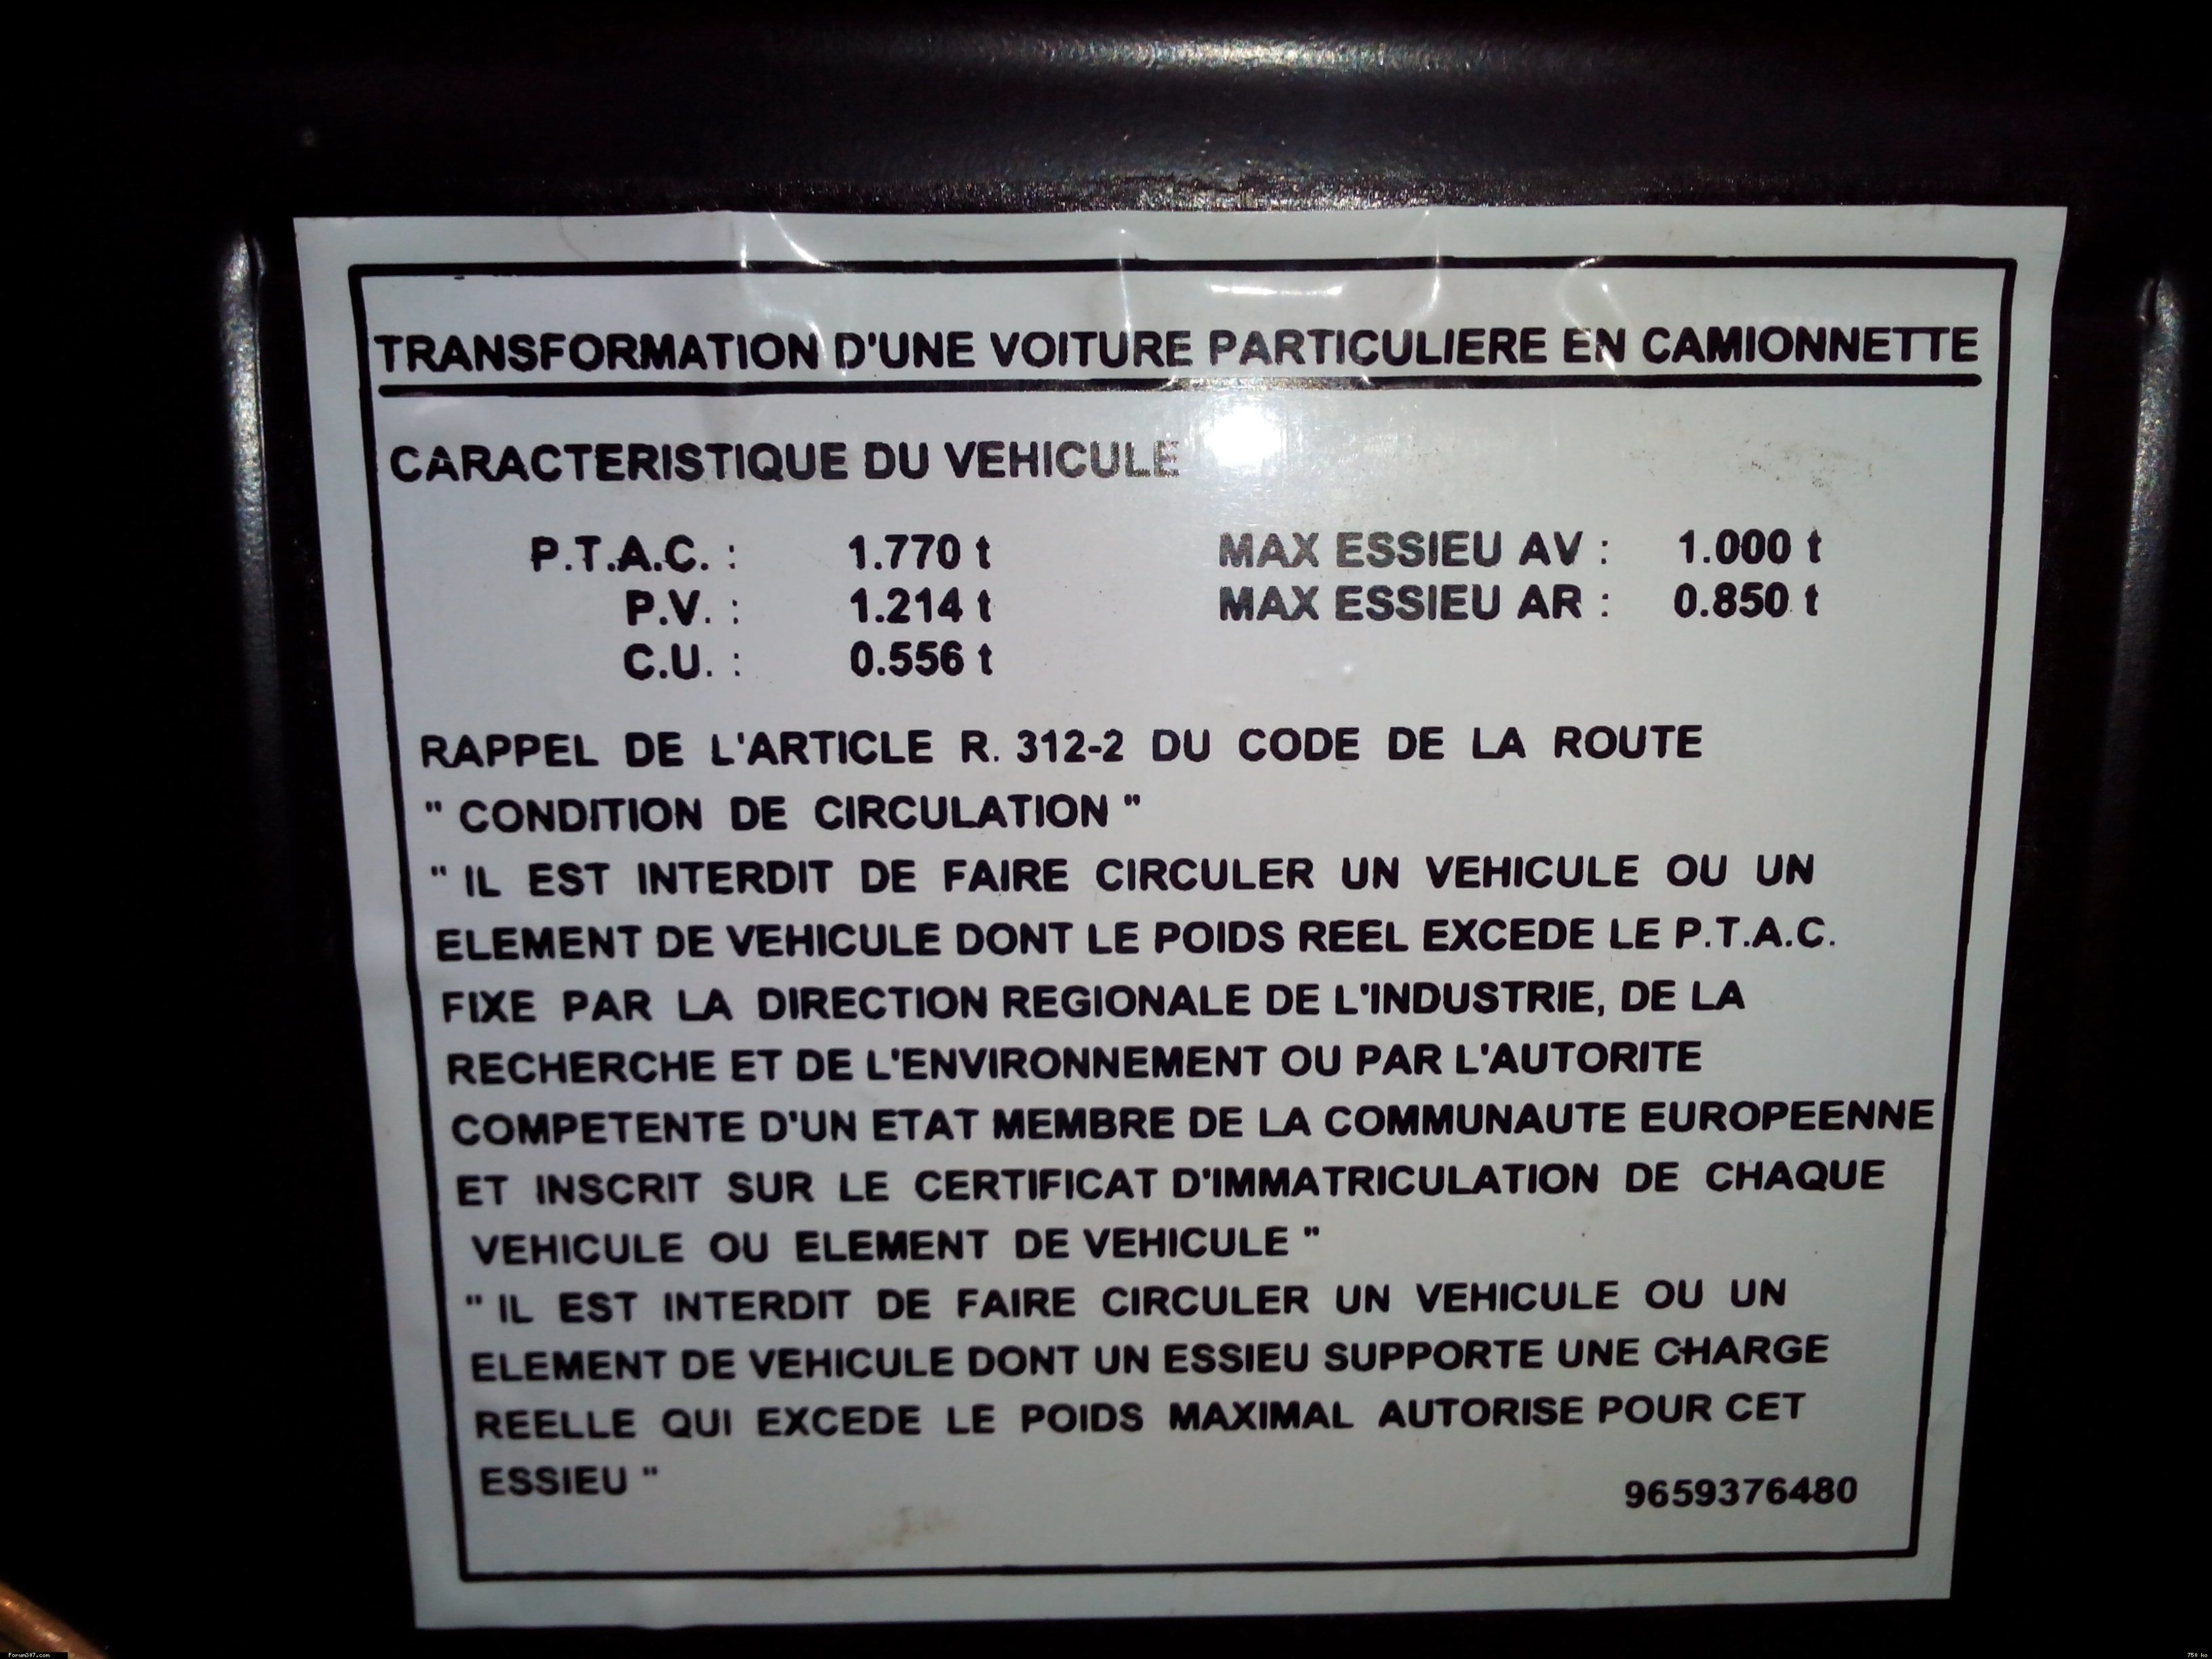 TRANSFORMATION D'UNE VOITURE PARTICULIERE EN CAMIONNETTE
CARACTERISTIQUE DU VEHICULE
P.T.A.C. : 1.770 t MAX ESSIEU AV : 1.000 t
P.V. : 1.214 t MAX ESSIEU AR : 0.850 t
C.U. : 0.556 t
RAPPEL DE L'ARTICLE R. 312-2 DU CODE DE LA ROUTE
" CONDITION DE CIRCULATION "
" IL EST INTERDIT DE FAIRE CIRCULER UN VEHICULE OU UN
ELEMENT DE VEHICULE DONT LE POIDS REEL EXCEDE LE P.T.A.C.
FIXE PAR LA DIRECTION REGIONALE DE L'INDUSTRIE, DE LA
RECHERCHE ET DE L'ENVIRONNEMENT OU PAR L'AUTORITE
COMPETENTE D'UN ETAT MEMBRE DE LA COMMUNAUTE EUROPEENNE
ET INSCRIT SUR LE CERTIFICAT D'IMMATRICULATION DE CHAQUE
VEHICULE OU ELEMENT DE VEHICULE "
" IL EST INTERDIT DE FAIRE CIRCULER UN VEHICULE OU UN
ELEMENT DE VEHICULE DONT UN ESSIEU SUPPORTE UNE CHARGE
REELLE QUI EXCEDE LE POIDS MAXIMAL AUTORISE POUR CET
ESSIEU "
9659376480
Forum307.com